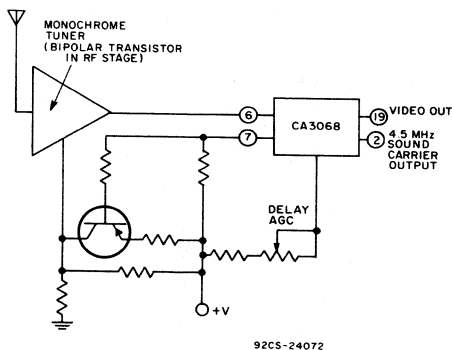 MONOCHROME
TUNER
(BIPOLAR TRANSISTOR
IN RF STAGE)
6
7
CA3068
19 VIDEO OUT
2 4.5 MHz
SOUND
CARRIER
OUTPUT
DELAY
AGC
+V
92CS-24072